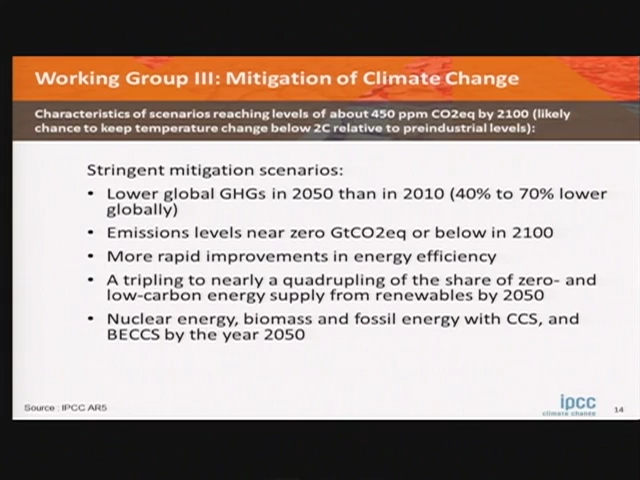 Working Group III: Mitigation of Climate Change
Characteristics of scenarios reaching levels of about 450 ppm CO2eq by 2100 (likely
chance to keep temperature change below 2C relative to preindustrial levels):
Stringent mitigation scenarios:
• Lower global GHGs in 2050 than in 2010 (40% to 70% lower
globally)
• Emissions levels near zero GtCO2eq or below in 2100
• More rapid improvements in energy efficiency
• A tripling to nearly a quadrupling of the share of zero- and
low-carbon energy supply from renewables by 2050
• Nuclear energy, biomass and fossil energy with CCS, and
BECCS by the year 2050
Source : IPCC AR5
ipcc
climate change
14